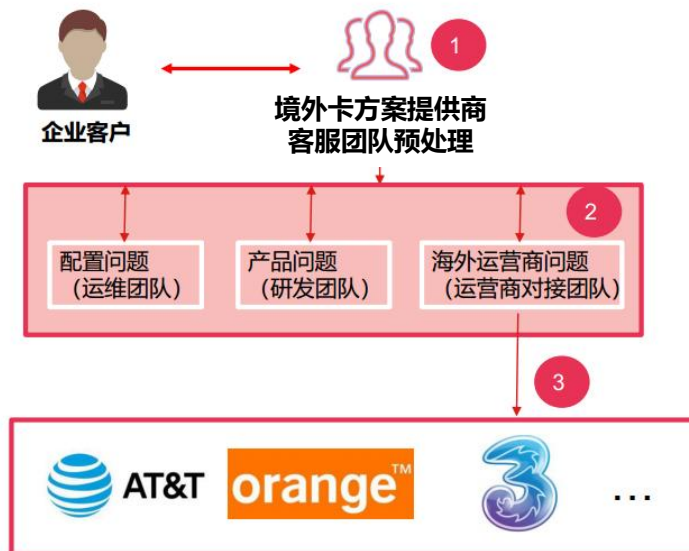 1
企业客户
境外卡方案提供商
客服团队预处理
2
配置问题
（运维团队）
产品问题
（研发团队）
海外运营商问题
（运营商对接团队）
3
AT&T
orange™
3
...